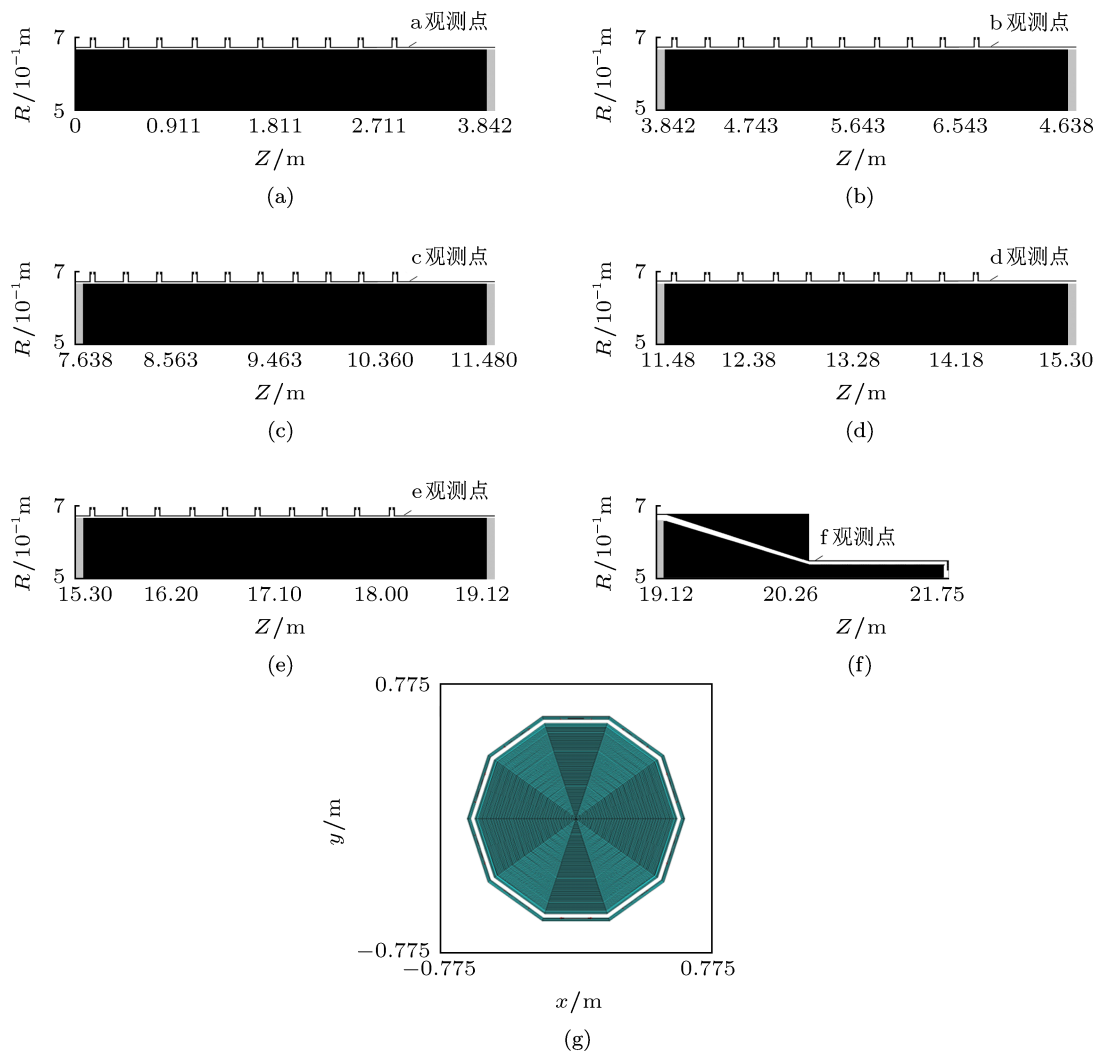 a观测点
7
R/10⁻¹m
5
0 0.911 1.811 2.711 3.842
Z/m
(a)
b观测点
7
R/10⁻¹m
5
3.842 4.743 5.643 6.543 4.638
Z/m
(b)
c观测点
7
R/10⁻¹m
5
7.638 8.563 9.463 10.360 11.480
Z/m
(c)
d观测点
7
R/10⁻¹m
5
11.48 12.38 13.28 14.18 15.30
Z/m
(d)
e观测点
7
R/10⁻¹m
5
15.30 16.20 17.10 18.00 19.12
Z/m
(e)
7
R/10⁻¹m
f观测点
5
19.12 20.26 21.75
Z/m
(f)
0.775
y/m
−0.775
−0.775 0.775
x/m
(g)